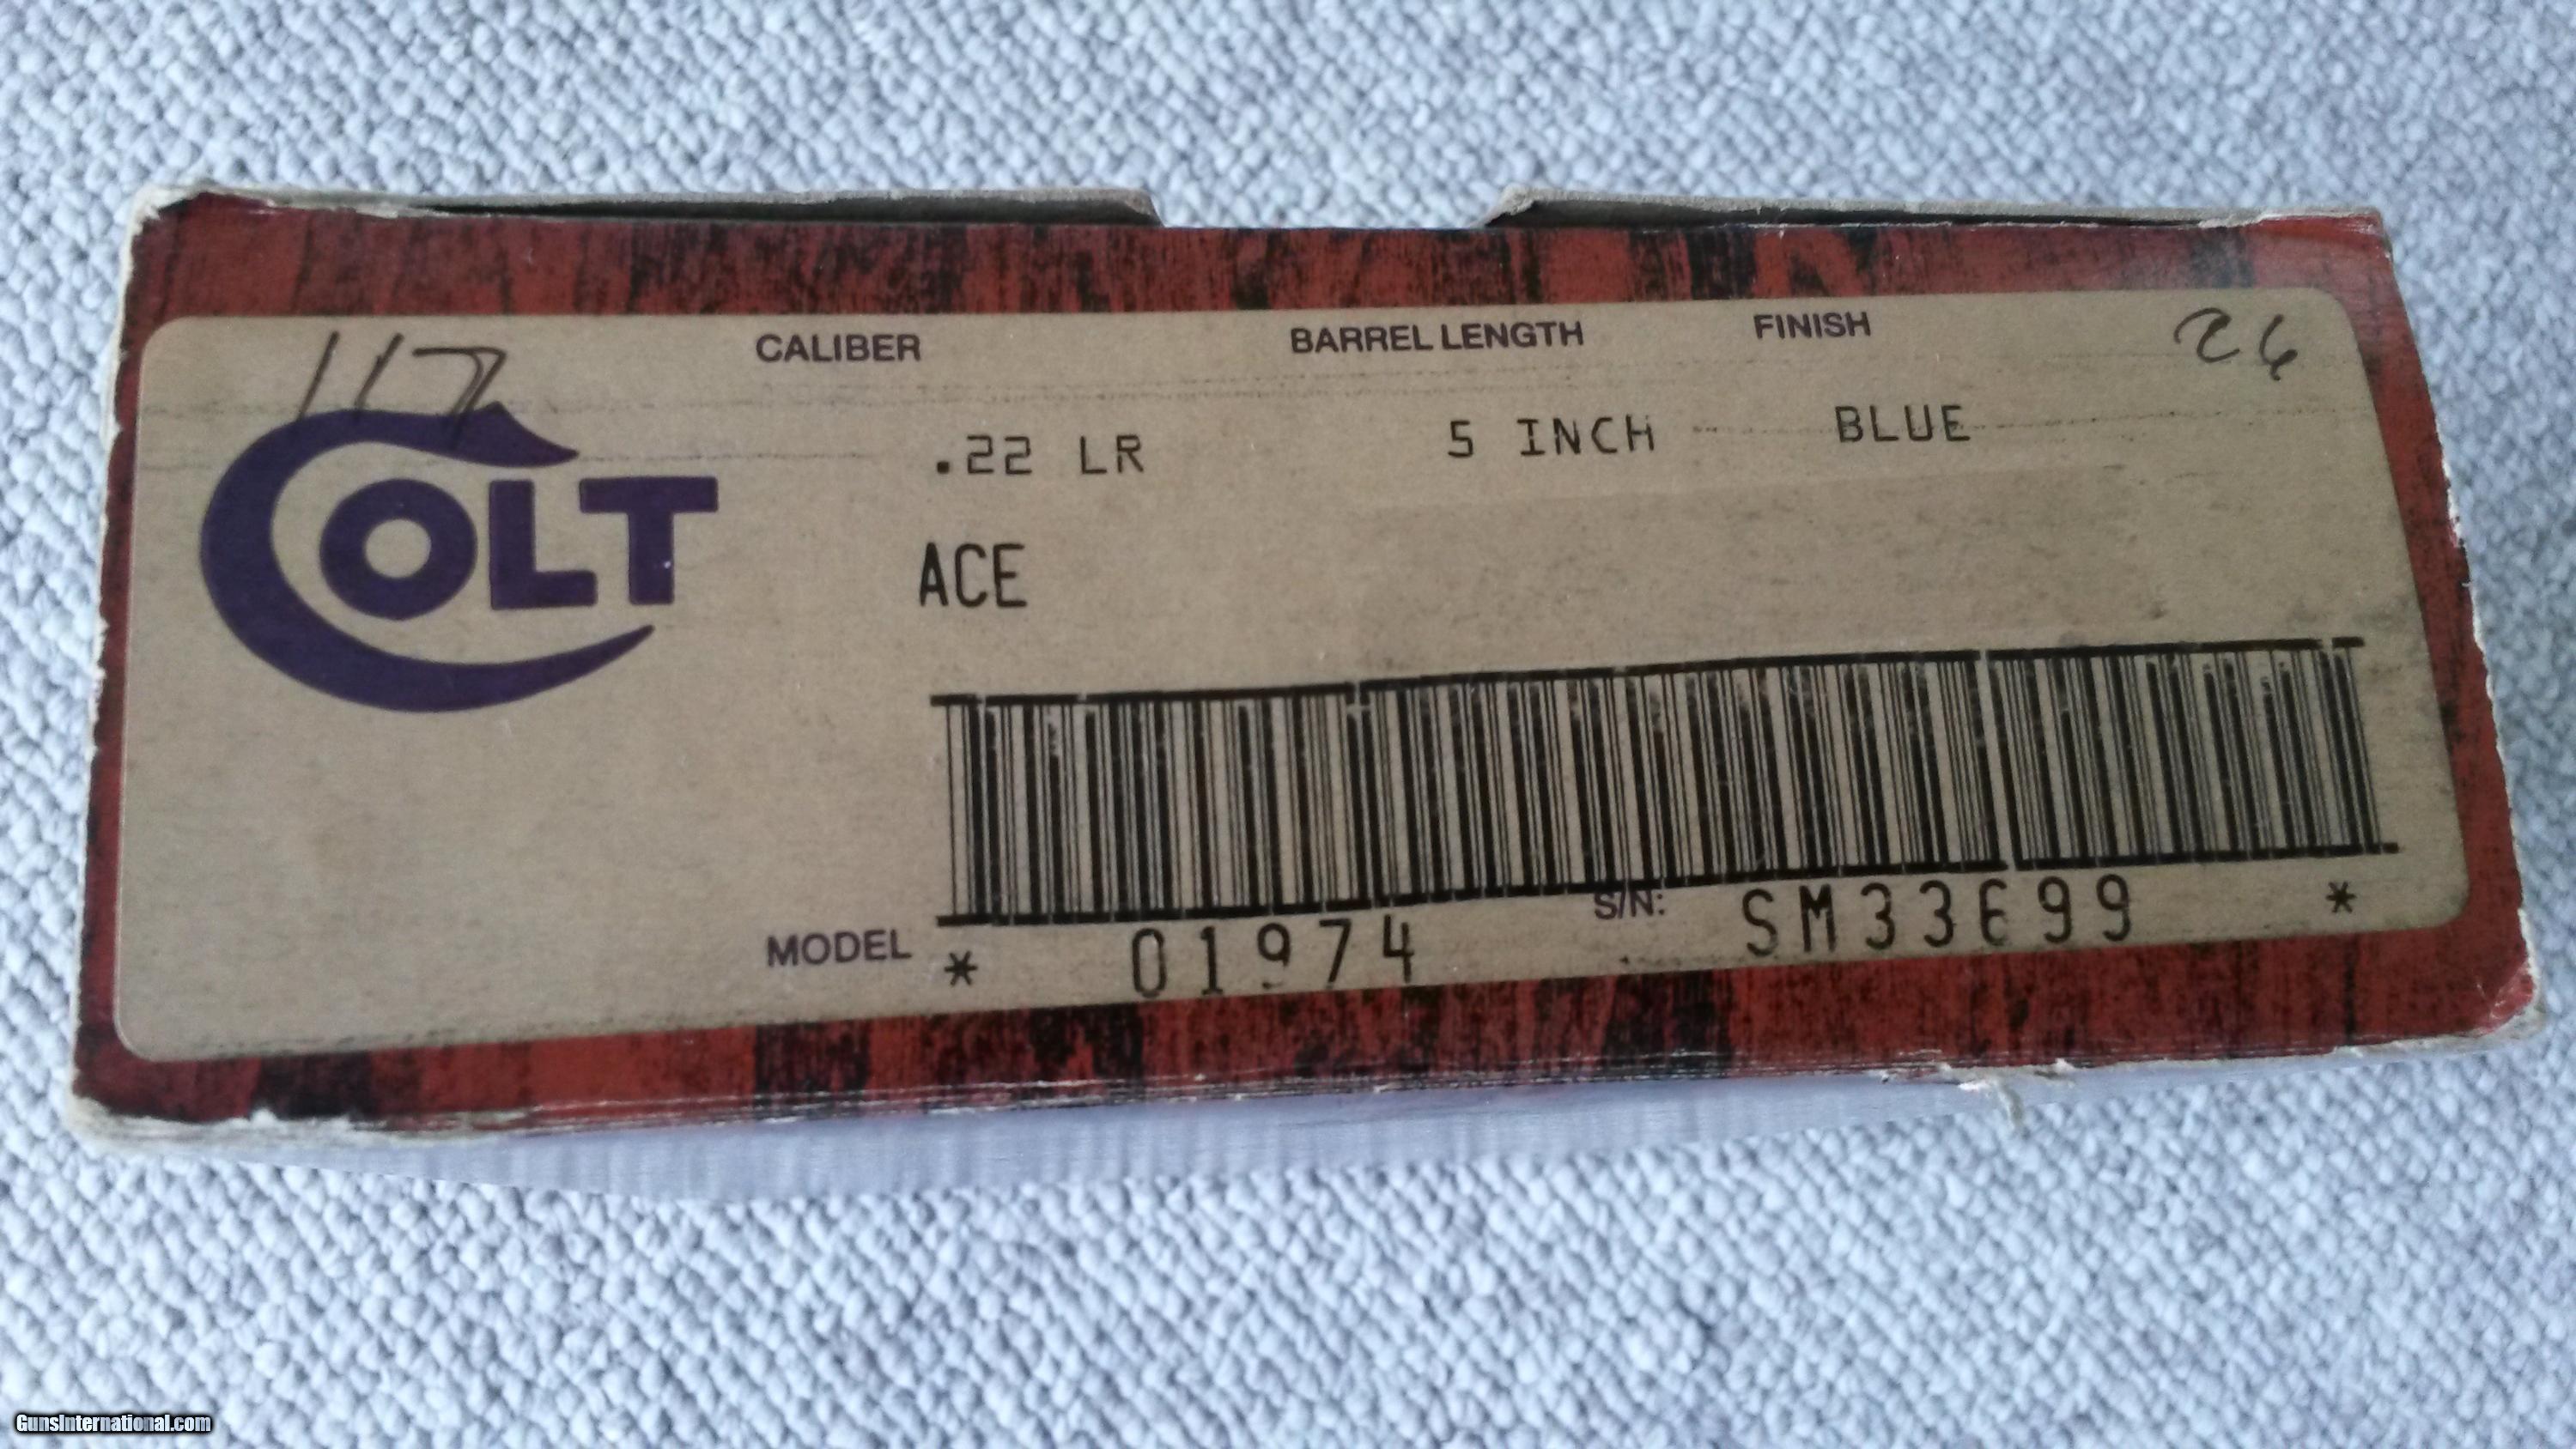 117
CALIBER BARREL LENGTH FINISH 26
.22 LR 5 INCH BLUE
COLT
ACE
MODEL * 01974 S/N: SM33699 *
GunsInternational.com